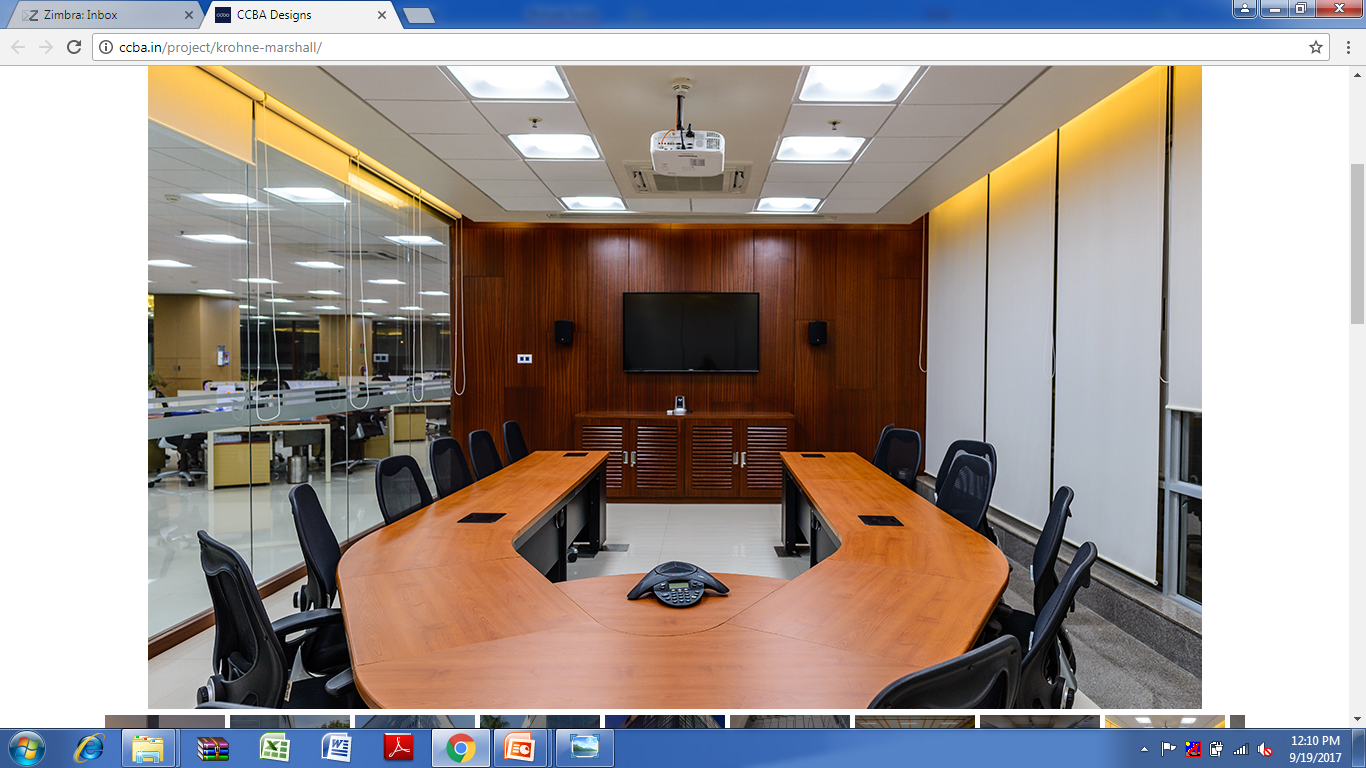 Zimbra: Inbox
CCBA Designs
ccba.in/project/krohne-marshall/
12:10 PM
9/19/2017